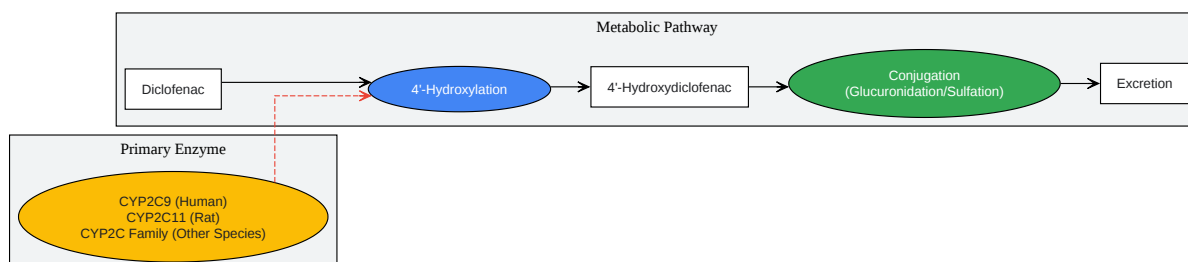 Metabolic Pathway
Diclofenac
4'-Hydroxylation
4'-Hydroxydiclofenac
Conjugation
(Glucuronidation/Sulfation)
Excretion
Primary Enzyme
CYP2C9 (Human)
CYP2C11 (Rat)
CYP2C Family (Other Species)